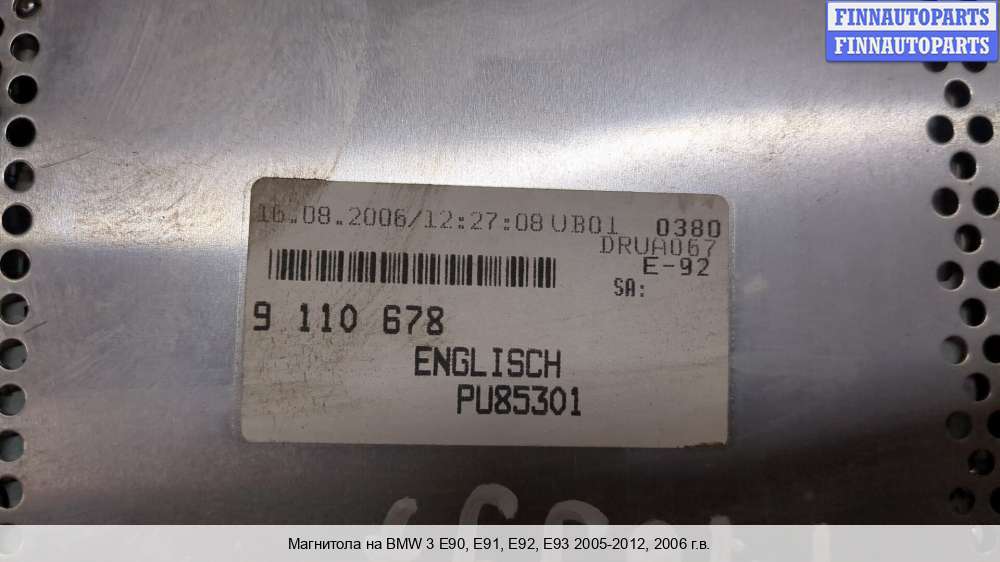 FINNAUTOPARTS
FINNAUTOPARTS
16.08.2006/12:27:08 UB01 0380
DRUA067
E-92
SA:
9 110 678
ENGLISCH
PU85301
Магнитола на BMW 3 E90, E91, E92, E93 2005-2012, 2006 г.в.